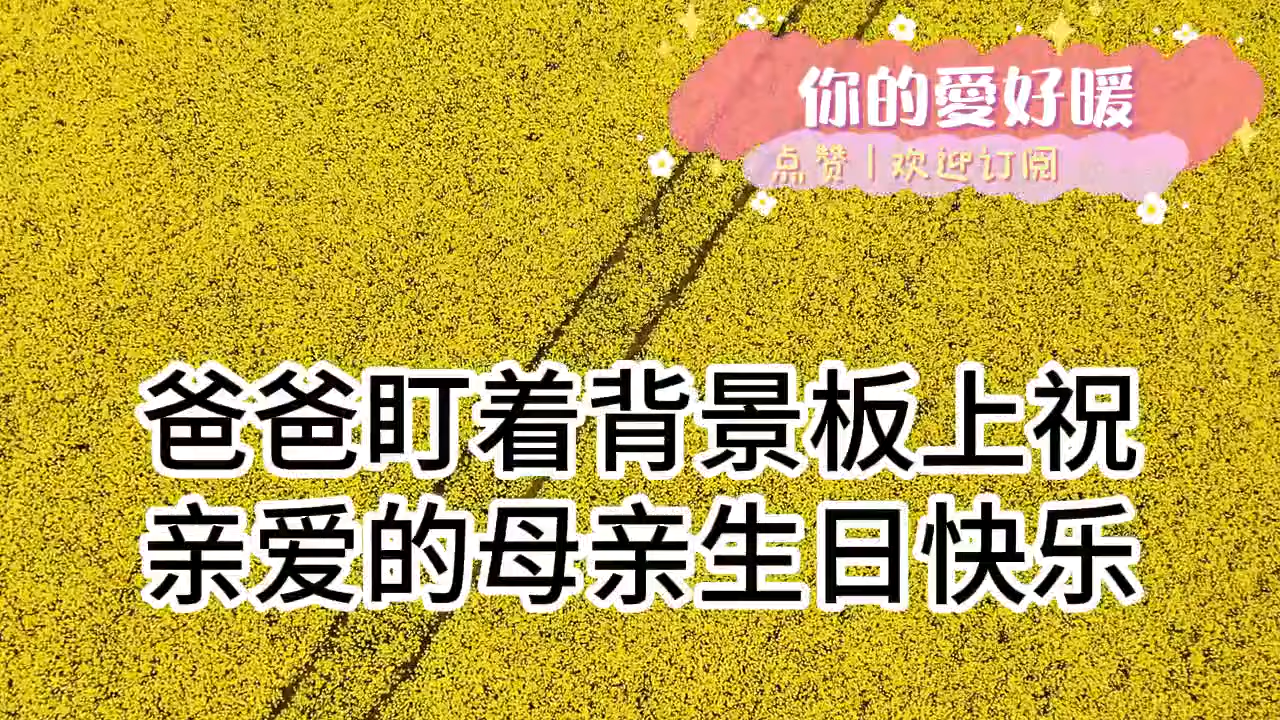 你的愛好暖
点赞|欢迎订阅
爸爸盯着背景板上祝
亲爱的母亲生日快乐